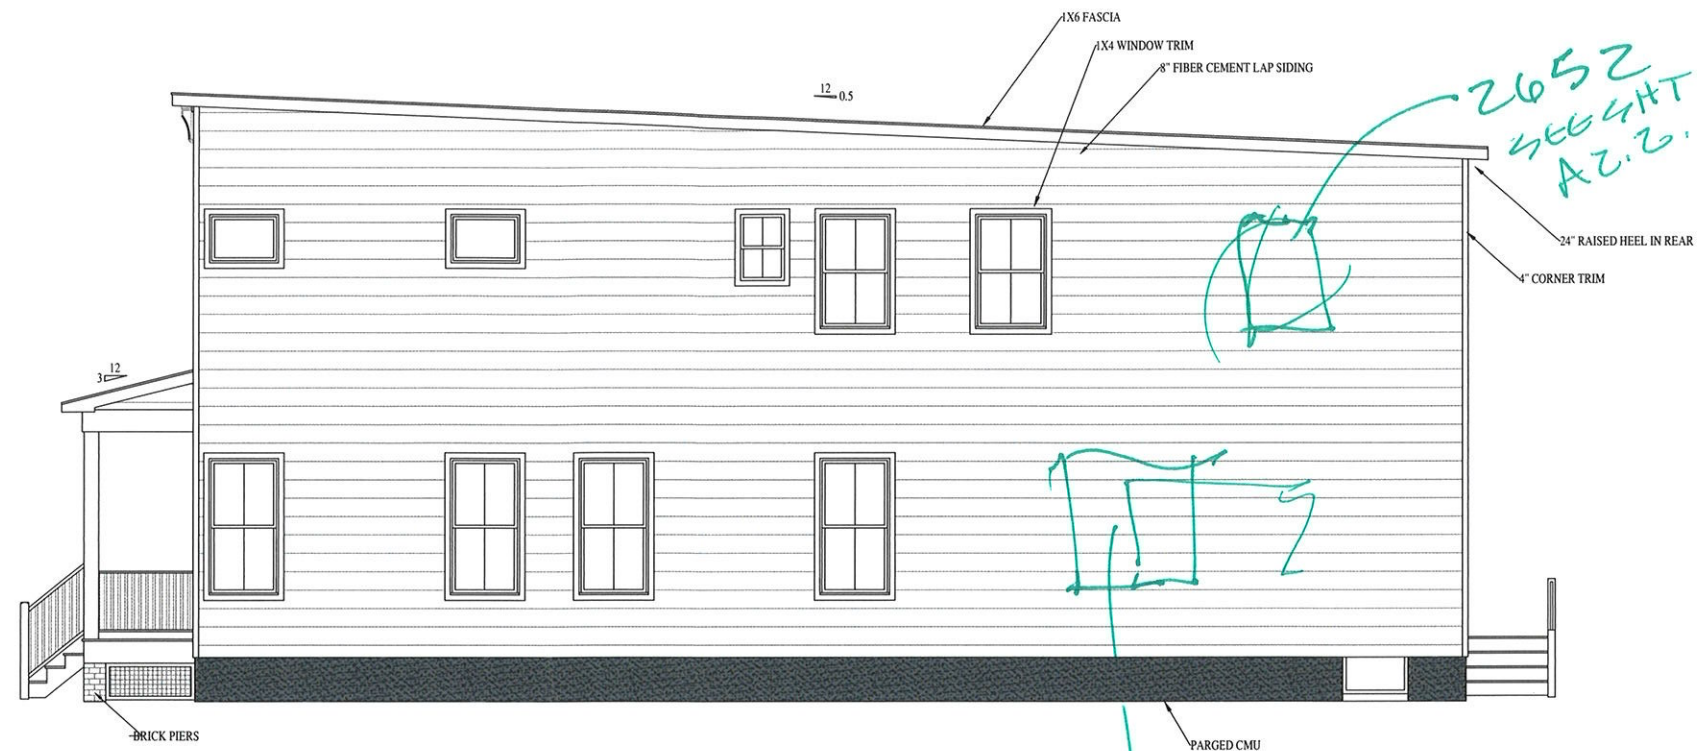 1X6 FASCIA
1X4 WINDOW TRIM
8" FIBER CEMENT LAP SIDING
12
0.5
2652
SEE SHT
A2.2.
24" RAISED HEEL IN REAR
4" CORNER TRIM
12
3
BRICK PIERS
PARGED CMU